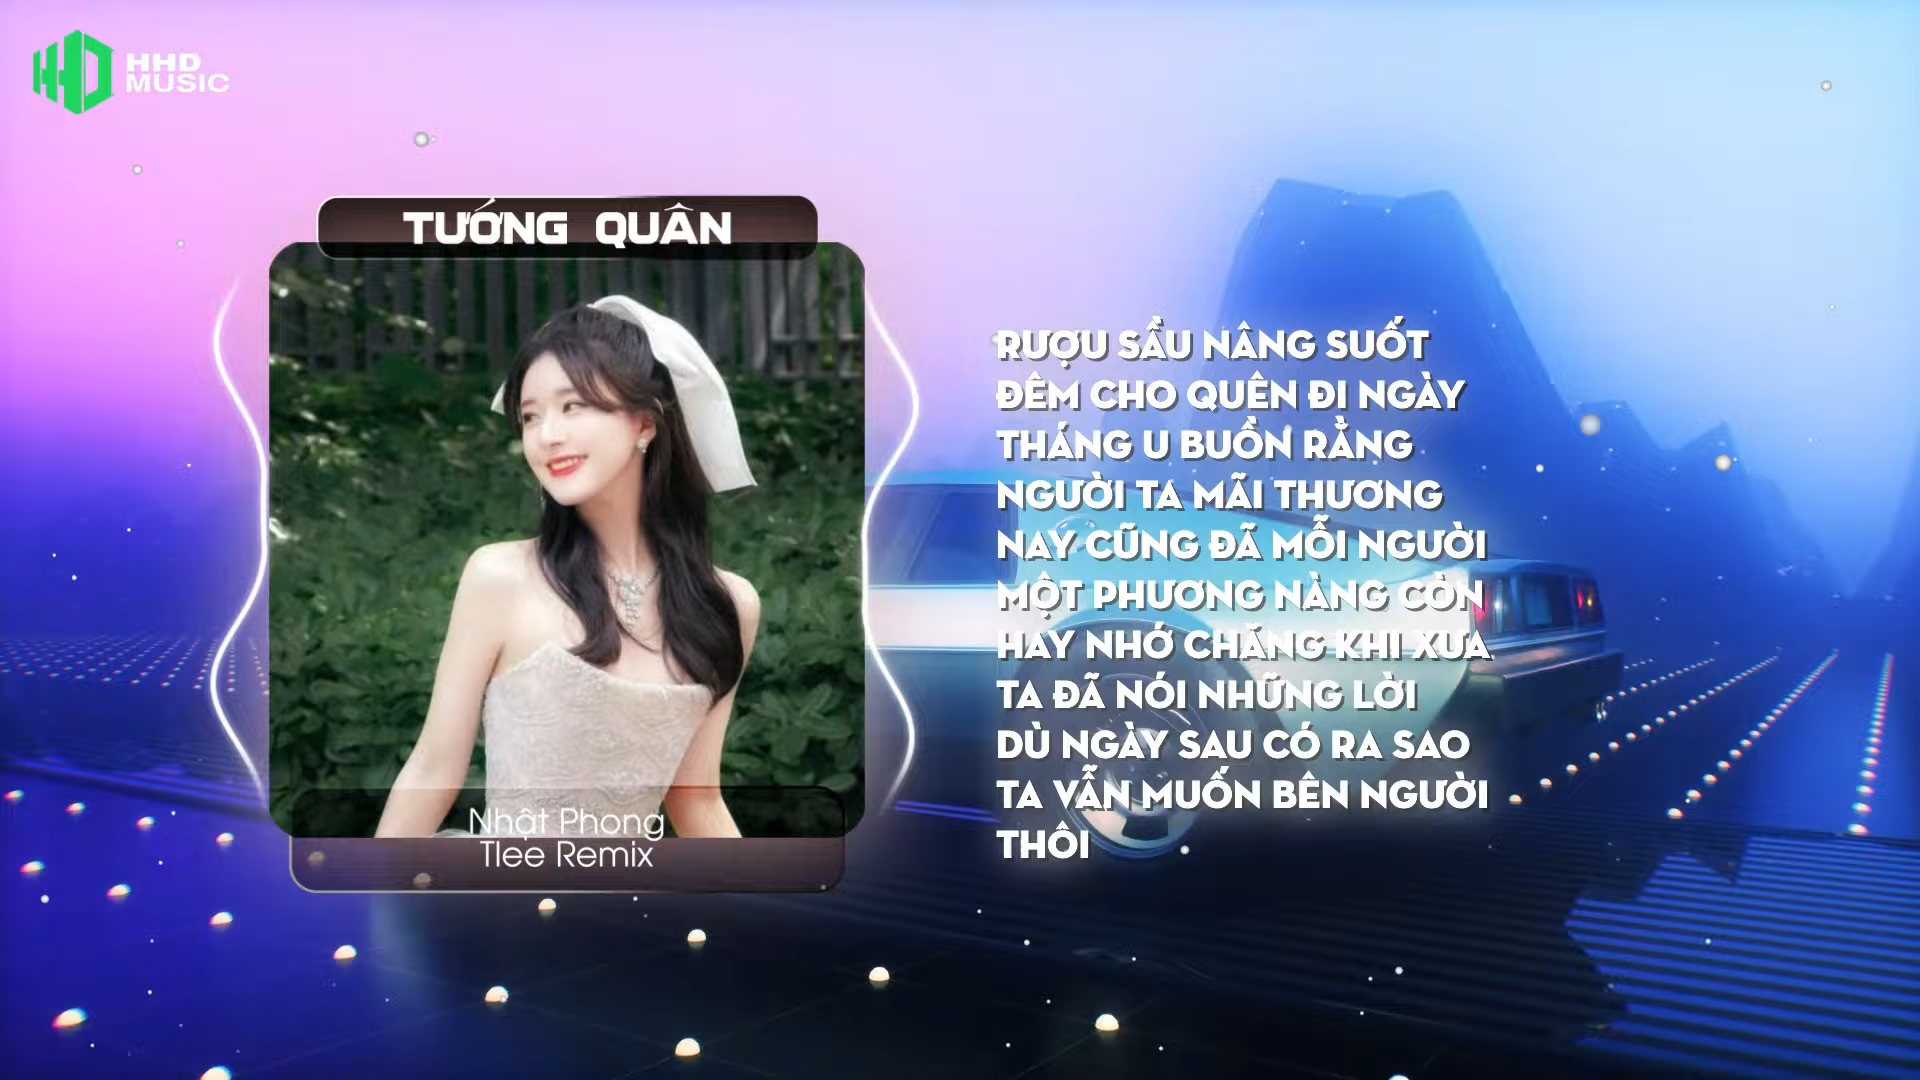 HHD
MUSIC
TƯỚNG QUÂN
Nhật Phong
Tlee Remix
RƯỢU SẦU NÂNG SUỐT
ĐÊM CHO QUÊN ĐI NGÀY
THÁNG U BUỒN RẰNG
NGƯỜI TA MÃI THƯƠNG
NAY CŨNG ĐÃ MỖI NGƯỜI
MỘT PHƯƠNG NÀNG CÒN
HAY NHỚ CHĂNG KHI XƯA
TA ĐÃ NÓI NHỮNG LỜI
DÙ NGÀY SAU CÓ RA SAO
TA VẪN MUỐN BÊN NGƯỜI
THÔI